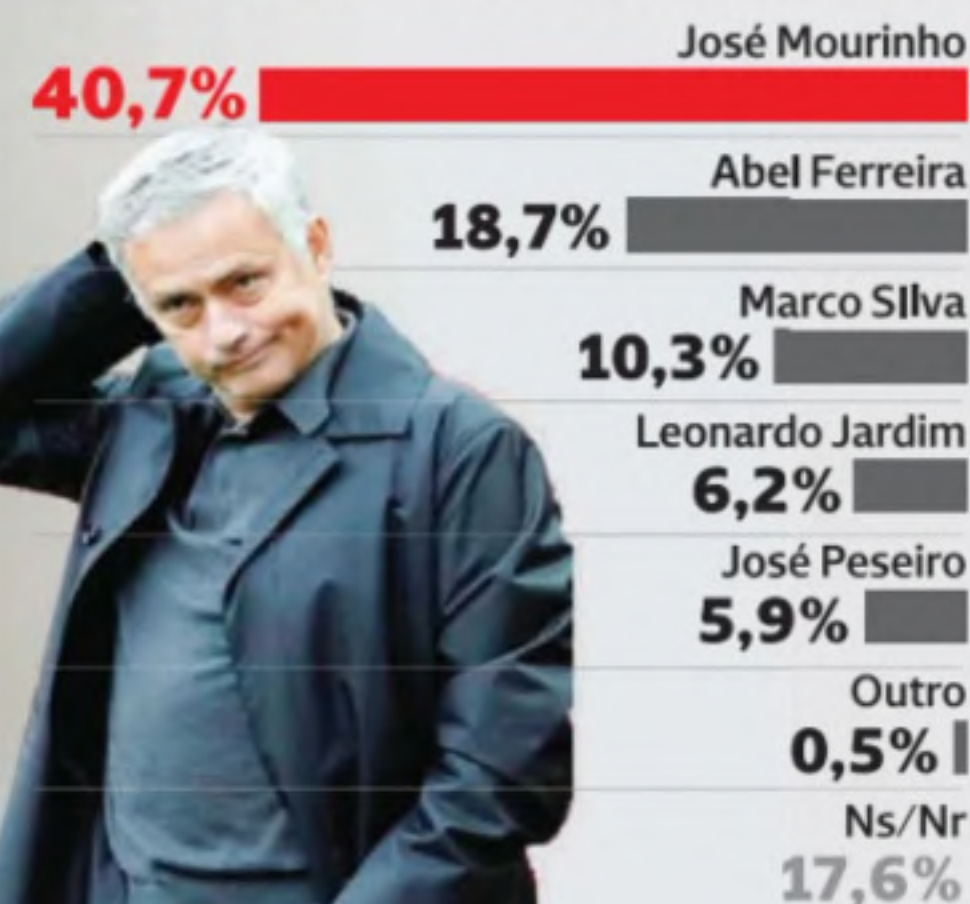 José Mourinho
40,7%
Abel Ferreira
18,7%
Marco SIlva
10,3%
Leonardo Jardim
6,2%
José Peseiro
5,9%
Outro
0,5%
Ns/Nr
17,6%